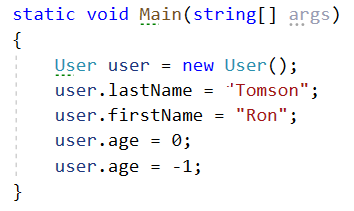 static void Main(string[] args)
{
User user = new User();
user.lastName = "Tomson";
user.firstName = "Ron";
user.age = 0;
user.age = -1;
}